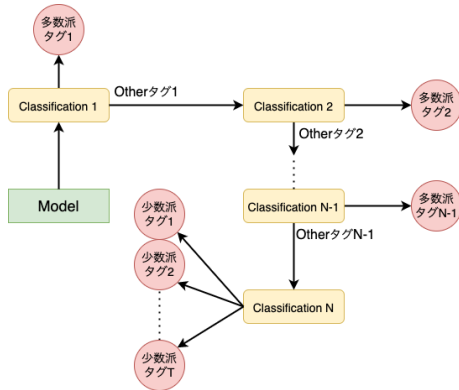 多数派
タグ1
Classification 1
Otherタグ1
Classification 2
多数派
タグ2
Otherタグ2
Model
Classification N-1
多数派
タグN-1
少数派
タグ1
OtherタグN-1
少数派
タグ2
Classification N
少数派
タグT